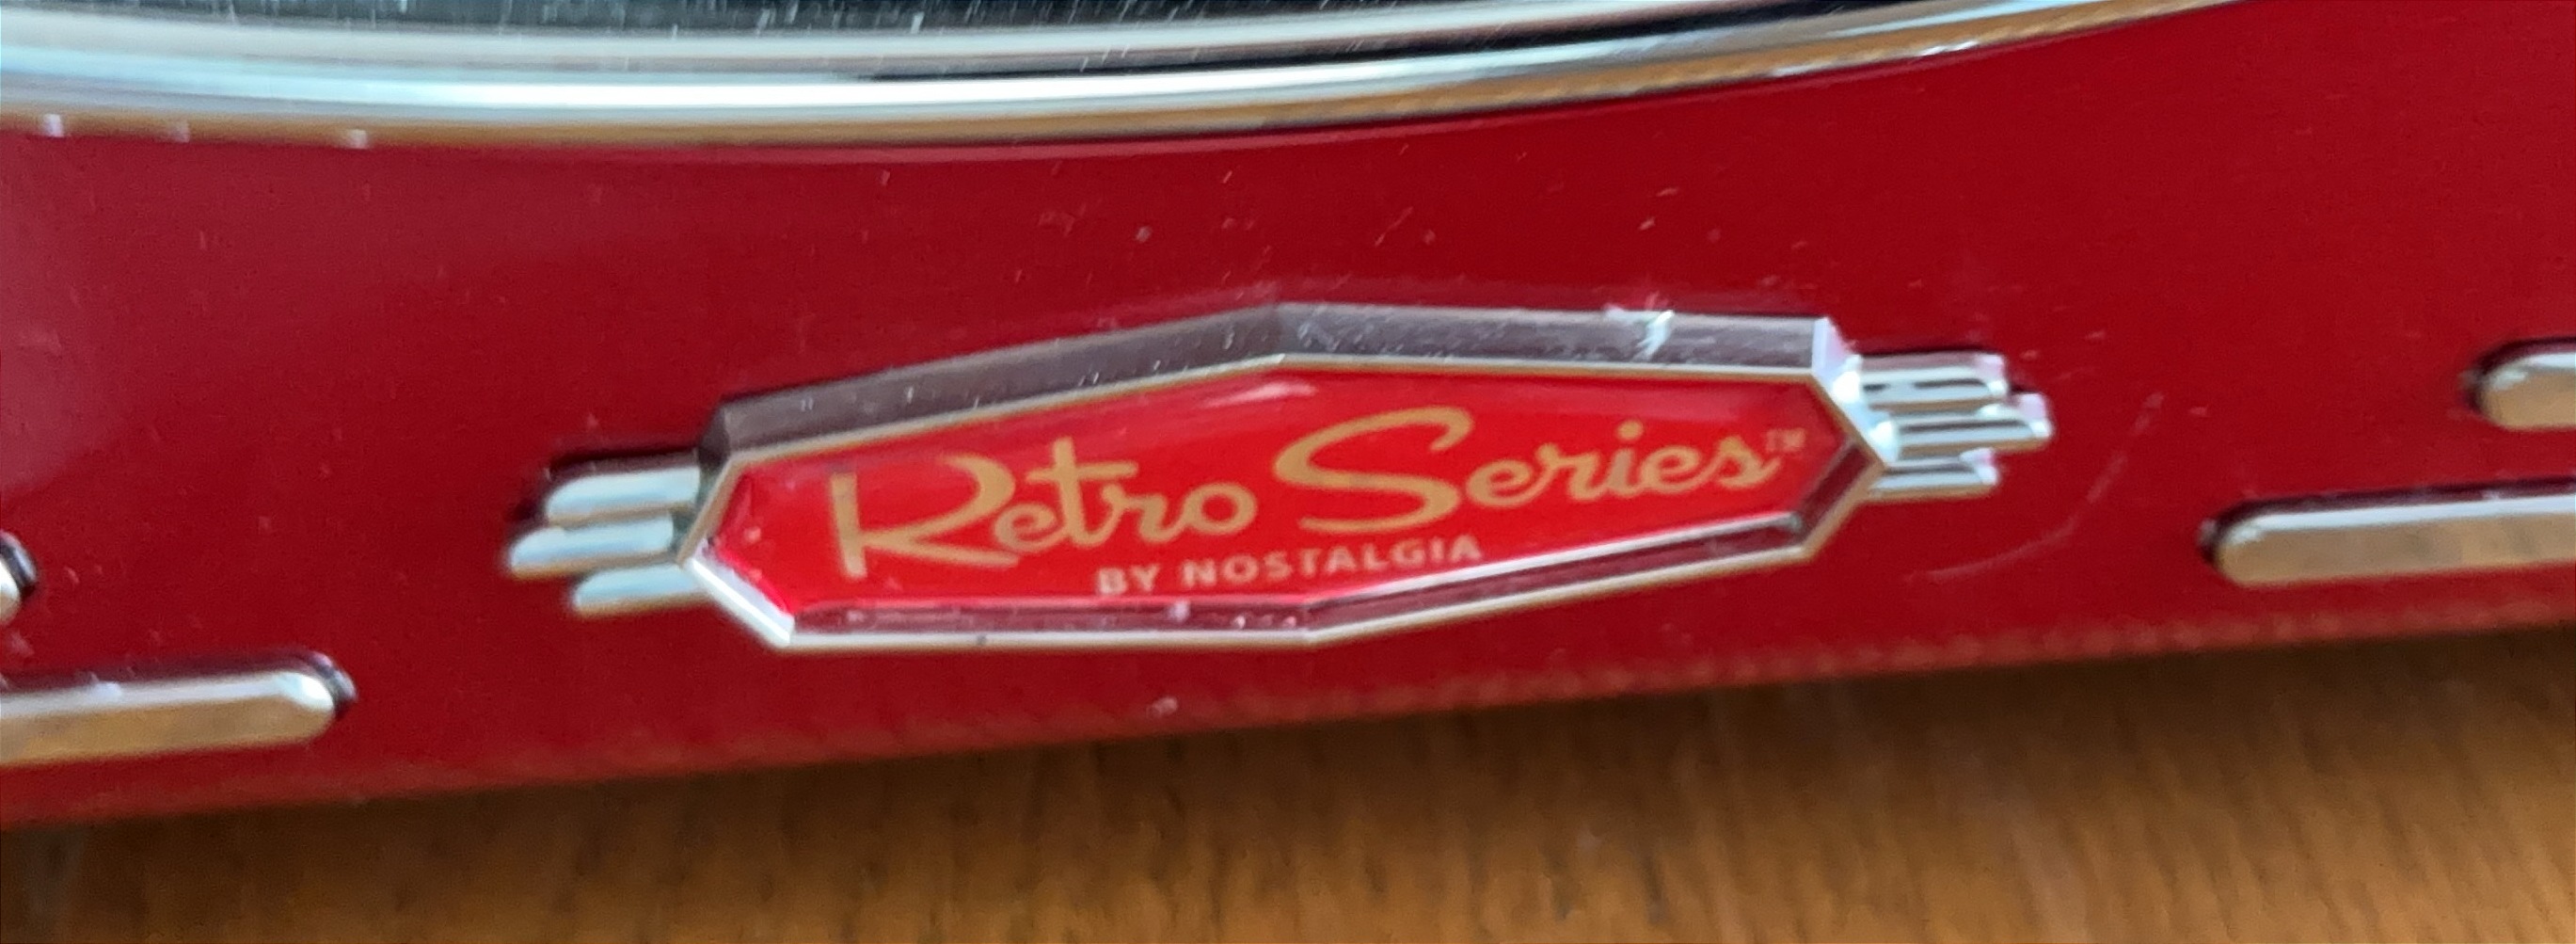 Retro Series™
BY NOSTALGIA